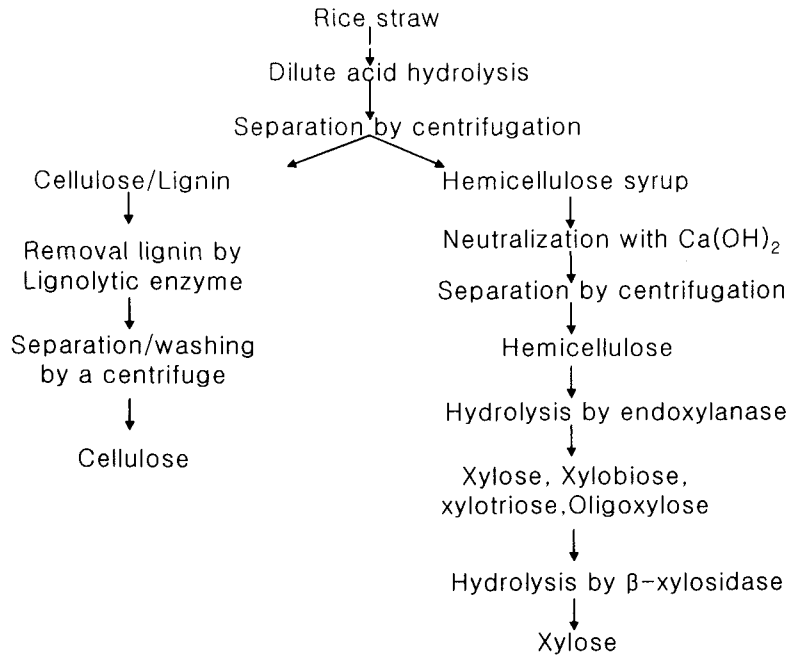 Rice straw
Dilute acid hydrolysis
Separation by centrifugation
Cellulose/Lignin
Removal lignin by
Lignolytic enzyme
Separation/washing
by a centrifuge
Cellulose
Hemicellulose syrup
Neutralization with Ca(OH)₂
Separation by centrifugation
Hemicellulose
Hydrolysis by endoxylanase
Xylose, Xylobiose,
xylotriose,Oligoxylose
Hydrolysis by β-xylosidase
Xylose